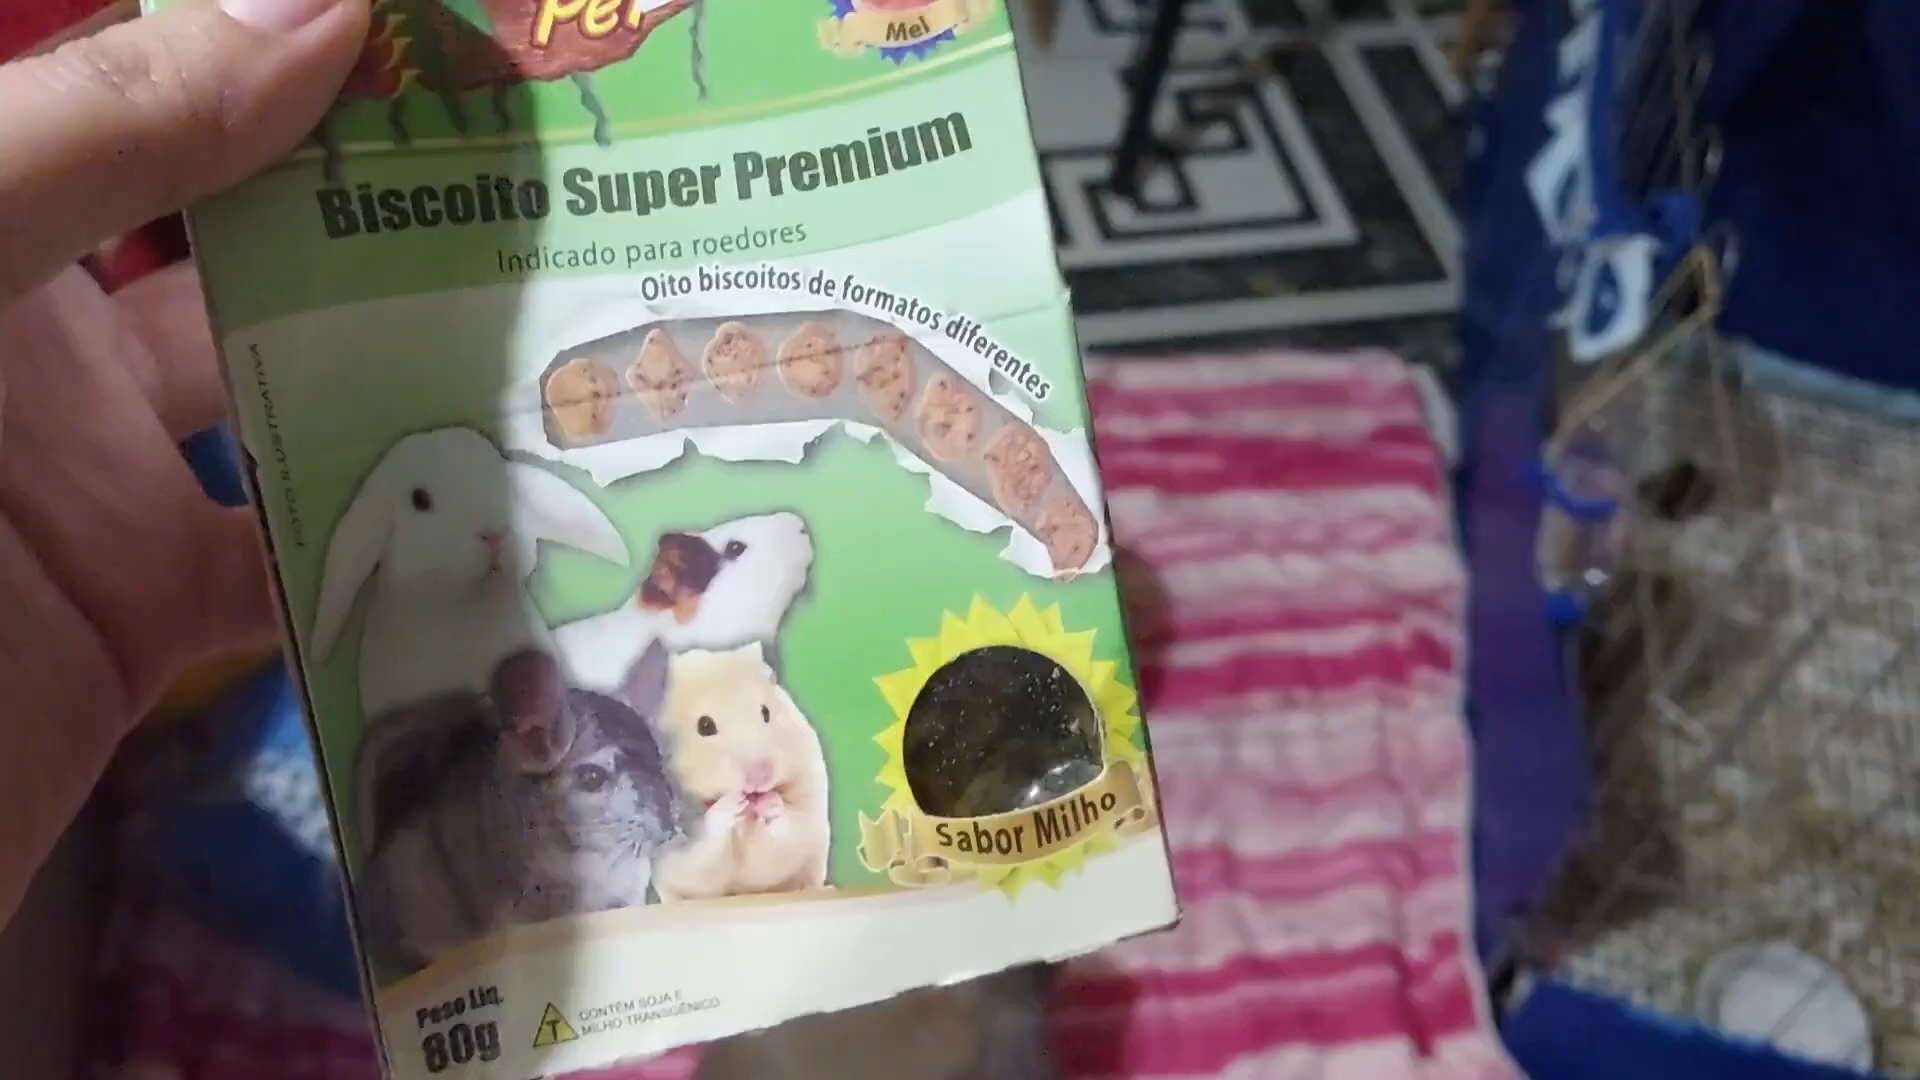 Pet
Mel
Biscoito Super Premium
Indicado para roedores
Oito biscoitos de formatos diferentes
FOTO ILUSTRATIVA
Sabor Milho
Peso Líq.
80g
T
CONTÉM SOJA E
MILHO TRANSGÊNICO